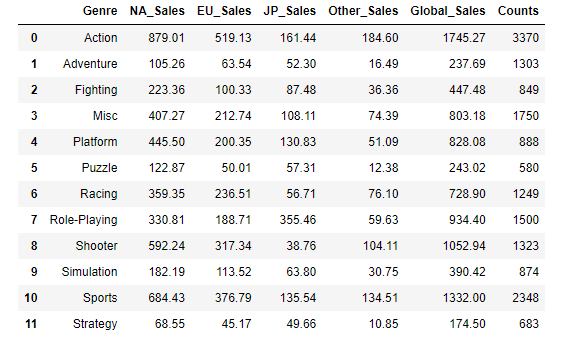 Genre NA_Sales EU_Sales JP_Sales Other_Sales Global_Sales Counts
0 Action 879.01 519.13 161.44 184.60 1745.27 3370
1 Adventure 105.26 63.54 52.30 16.49 237.69 1303
2 Fighting 223.36 100.33 87.48 36.36 447.48 849
3 Misc 407.27 212.74 108.11 74.39 803.18 1750
4 Platform 445.50 200.35 130.83 51.09 828.08 888
5 Puzzle 122.87 50.01 57.31 12.38 243.02 580
6 Racing 359.35 236.51 56.71 76.10 728.90 1249
7 Role-Playing 330.81 188.71 355.46 59.63 934.40 1500
8 Shooter 592.24 317.34 38.76 104.11 1052.94 1323
9 Simulation 182.19 113.52 63.80 30.75 390.42 874
10 Sports 684.43 376.79 135.54 134.51 1332.00 2348
11 Strategy 68.55 45.17 49.66 10.85 174.50 683